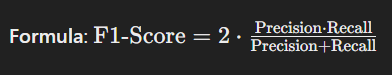 Formula: F1-Score = 2 · Precision·Recall / Precision+Recall